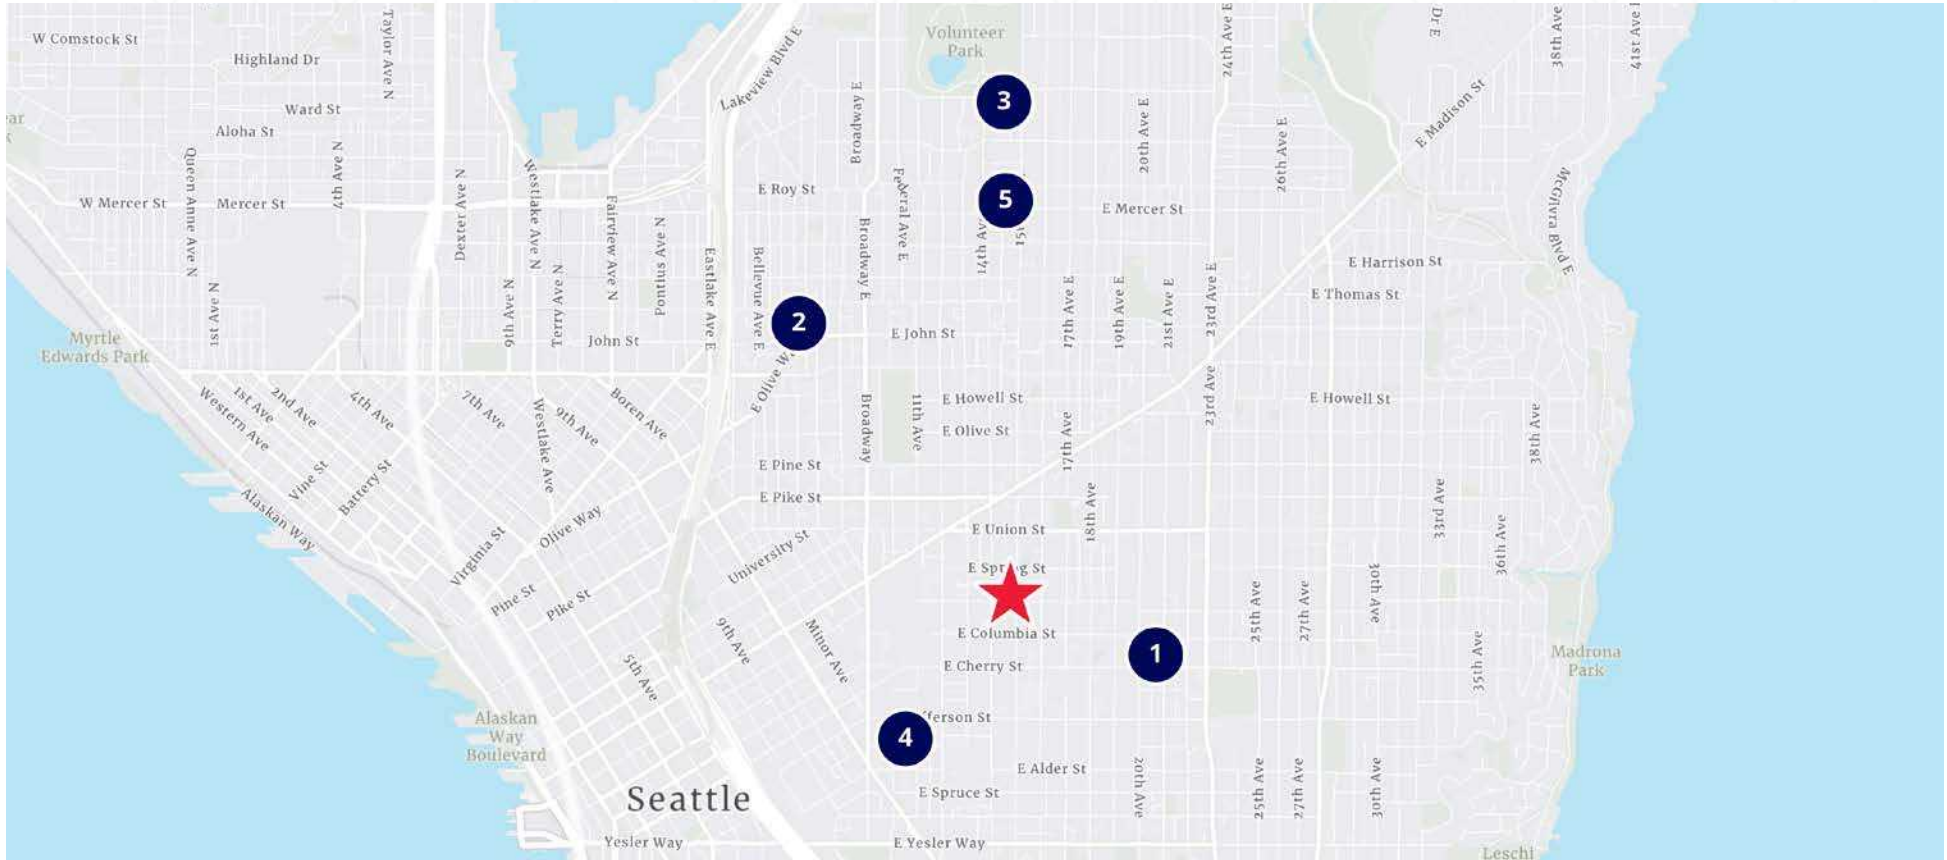 Volunteer
Park
W Comstock St
Highland Dr
Ward St
Aloha St
Taylor Ave N
Lakeview Blvd E
Broadway E
3
24th Ave E
Dr E
38th Ave
41st Ave
E Madison St
ear
k
Queen Anne Ave N
4th Ave N
Westlake Ave N
Dexter Ave N
Fairview Ave N
Pontius Ave N
E Roy St
Federal Ave E
5
20th Ave E
26th Ave E
McGilvra Blvd E
W Mercer St
Mercer St
E Mercer St
14th Ave
15t
Broadway E
Eastlake Ave E
Bellevue Ave E
9th Ave N
Terry Ave N
1st Ave N
E Harrison St
E Thomas St
2
John St
E John St
17th Ave E
19th Ave E
21st Ave E
23rd Ave E
Myrtle
Edwards Park
E Olive W
1st Ave
2nd Ave
4th Ave
7th Ave
9th Ave
Boren Ave
Western Ave
Westlake Ave
Broadway
11th Ave
E Howell St
E Howell St
E Olive St
17th Ave
23rd Ave
38th Ave
Vine St
Battery St
E Pine St
E Pike St
Alaskan Way
Virginia St
Olive Way
University St
E Union St
18th Ave
33rd Ave
36th Ave
E Spring St
Pine St
Pike St
25th Ave
27th Ave
30th Ave
9th Ave
Minor Ave
E Columbia St
1
E Cherry St
35th Ave
Madrona
Park
5th Ave
Alaskan
Way
Boulevard
4
fferson St
E Alder St
20th Ave
25th Ave
27th Ave
30th Ave
Seattle
E Spruce St
Yesler Way
E Yesler Way
Leschi